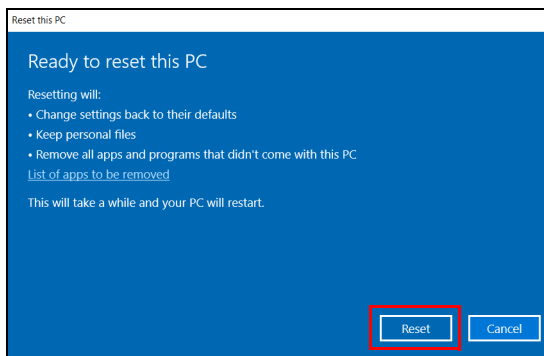 Reset this PC
Ready to reset this PC
Resetting will:
• Change settings back to their defaults
• Keep personal files
• Remove all apps and programs that didn't come with this PC
List of apps to be removed
This will take a while and your PC will restart.
Reset Cancel